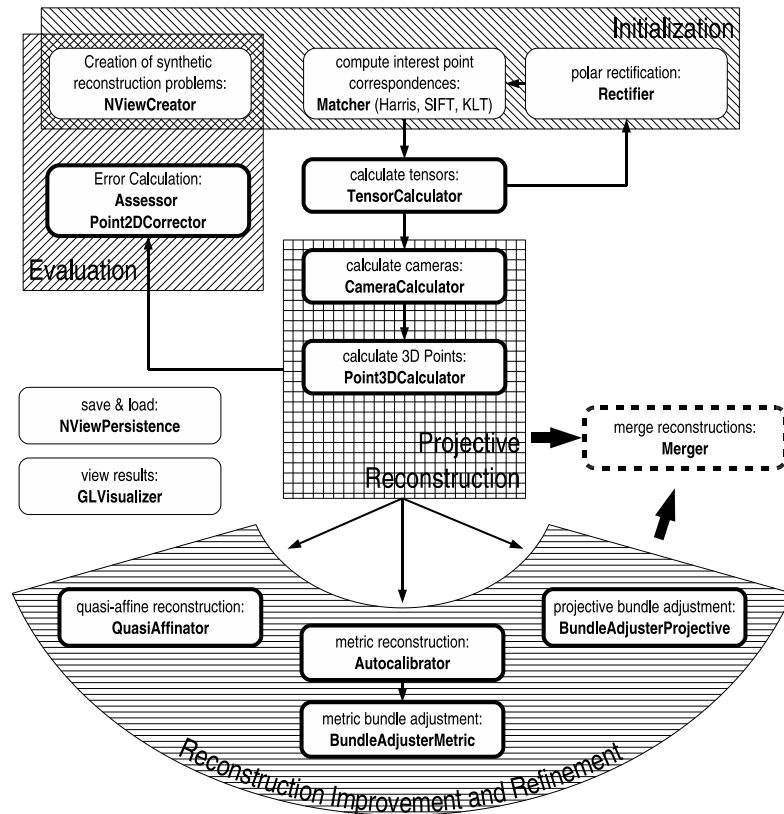 Initialization
Creation of synthetic
reconstruction problems:
NViewCreator
compute interest point
correspondences:
Matcher (Harris, SIFT, KLT)
polar rectification:
Rectifier
Error Calculation:
Assessor
Point2DCorrector
Evaluation
calculate tensors:
TensorCalculator
calculate cameras:
CameraCalculator
calculate 3D Points:
Point3DCalculator
Projective
Reconstruction
save & load:
NViewPersistence
view results:
GLVisualizer
merge reconstructions:
Merger
quasi-affine reconstruction:
QuasiAffinator
metric reconstruction:
Autocalibrator
projective bundle adjustment:
BundleAdjusterProjective
metric bundle adjustment:
BundleAdjusterMetric
Reconstruction Improvement and Refinement